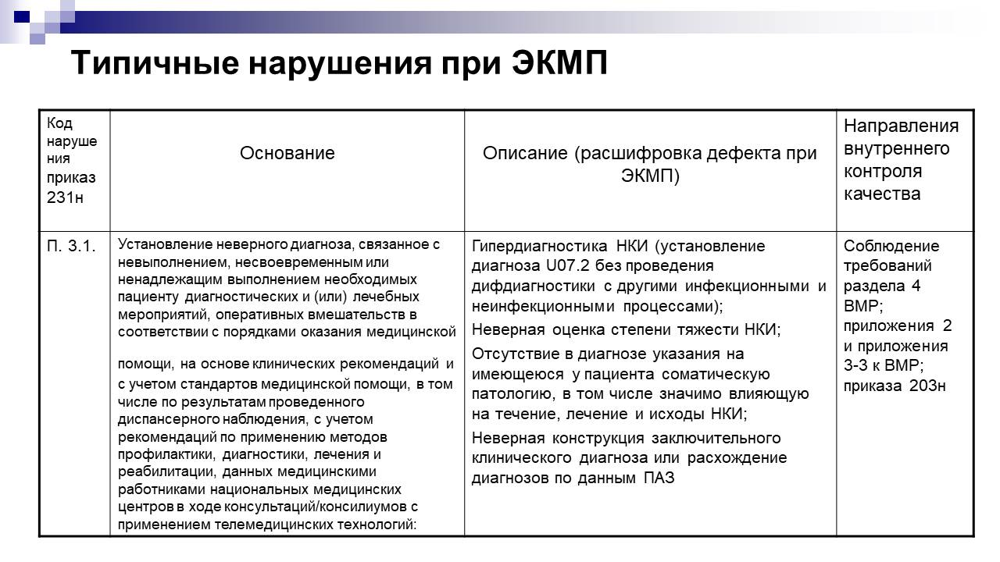 Типичные нарушения при ЭКМП
Код
наруше
ния
приказ
231н
Основание
Описание (расшифровка дефекта при
ЭКМП)
Направления
внутреннего
контроля
качества
П. 3.1.
Установление неверного диагноза, связанное с
невыполнением, несвоевременным или
ненадлежащим выполнением необходимых
пациенту диагностических и (или) лечебных
мероприятий, оперативных вмешательств в
соответствии с порядками оказания медицинской
помощи, на основе клинических рекомендаций и
с учетом стандартов медицинской помощи, в том
числе по результатам проведенного
диспансерного наблюдения, с учетом
рекомендаций по применению методов
профилактики, диагностики, лечения и
реабилитации, данных медицинскими
работниками национальных медицинских
центров в ходе консультаций/консилиумов с
применением телемедицинских технологий:
Гипердиагностика НКИ (установление
диагноза U07.2 без проведения
дифдиагностики с другими инфекционными и
неинфекционными процессами);
Неверная оценка степени тяжести НКИ;
Отсутствие в диагнозе указания на
имеющеюся у пациента соматическую
патологию, в том числе значимо влияющую
на течение, лечение и исходы НКИ;
Неверная конструкция заключительного
клинического диагноза или расхождение
диагнозов по данным ПАЗ
Соблюдение
требований
раздела 4
ВМР;
приложения 2
и приложения
3-3 к ВМР;
приказа 203н